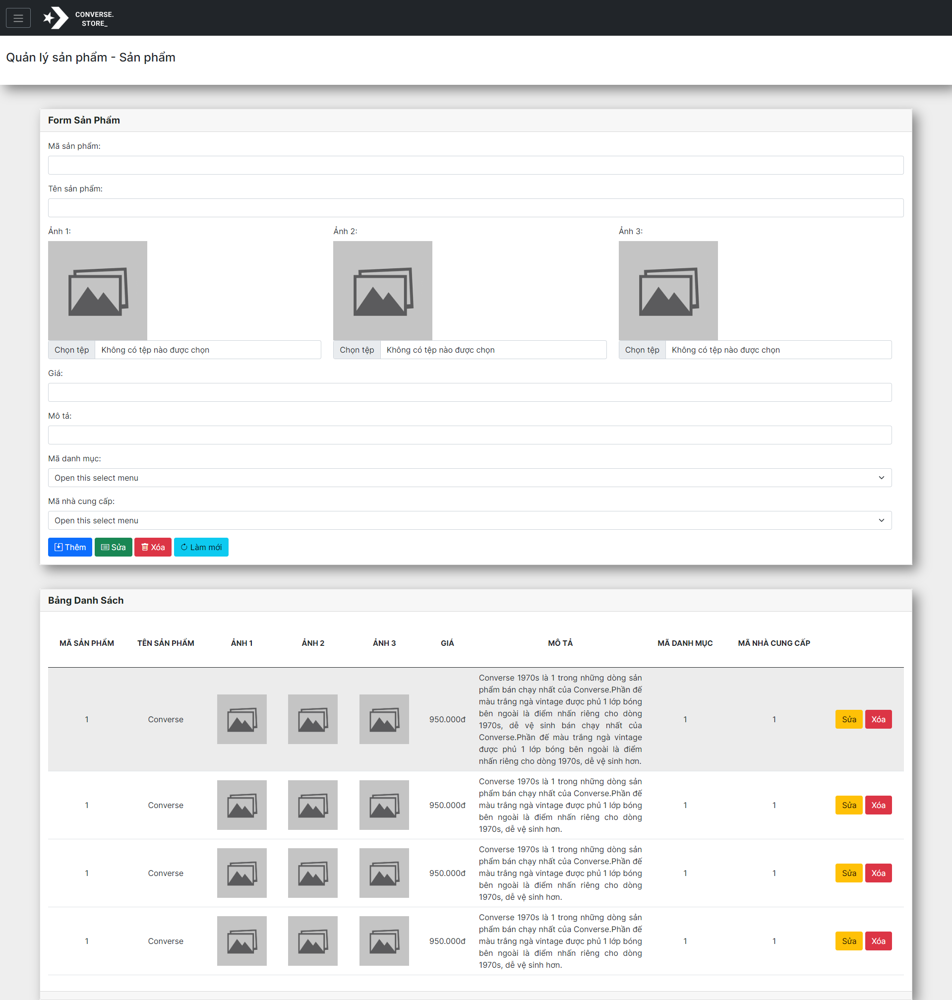 CONVERSE.
STORE_
Quản lý sản phẩm - Sản phẩm
Form Sản Phẩm
Mã sản phẩm:
Tên sản phẩm:
Ảnh 1: Ảnh 2: Ảnh 3:
Chọn tệp Không có tệp nào được chọn Chọn tệp Không có tệp nào được chọn Chọn tệp Không có tệp nào được chọn
Giá:
Mô tả:
Mã danh mục:
Open this select menu
Mã nhà cung cấp:
Open this select menu
Thêm Sửa Xóa Làm mới
Bảng Danh Sách
MÃ SẢN PHẨM TÊN SẢN PHẨM ẢNH 1 ẢNH 2 ẢNH 3 GIÁ MÔ TẢ MÃ DANH MỤC MÃ NHÀ CUNG CẤP
1 Converse 950.000đ
Converse 1970s là 1 trong những dòng sản
phẩm bán chạy nhất của Converse.Phần đế
màu trắng ngà vintage được phủ 1 lớp bóng
bên ngoài là điểm nhấn riêng cho dòng
1970s, dễ vệ sinh bán chạy nhất của
Converse.Phần đế màu trắng ngà vintage
được phủ 1 lớp bóng bên ngoài là điểm
nhấn riêng cho dòng 1970s, dễ vệ sinh hơn.
1 1 Sửa Xóa
1 Converse 950.000đ
Converse 1970s là 1 trong những dòng sản
phẩm bán chạy nhất của Converse.Phần đế
màu trắng ngà vintage được phủ 1 lớp bóng
bên ngoài là điểm nhấn riêng cho dòng
1970s, dễ vệ sinh hơn.
1 1 Sửa Xóa
1 Converse 950.000đ
Converse 1970s là 1 trong những dòng sản
phẩm bán chạy nhất của Converse.Phần đế
màu trắng ngà vintage được phủ 1 lớp bóng
bên ngoài là điểm nhấn riêng cho dòng
1970s, dễ vệ sinh hơn.
1 1 Sửa Xóa
1 Converse 950.000đ
Converse 1970s là 1 trong những dòng sản
phẩm bán chạy nhất của Converse.Phần đế
màu trắng ngà vintage được phủ 1 lớp bóng
bên ngoài là điểm nhấn riêng cho dòng
1970s, dễ vệ sinh hơn.
1 1 Sửa Xóa